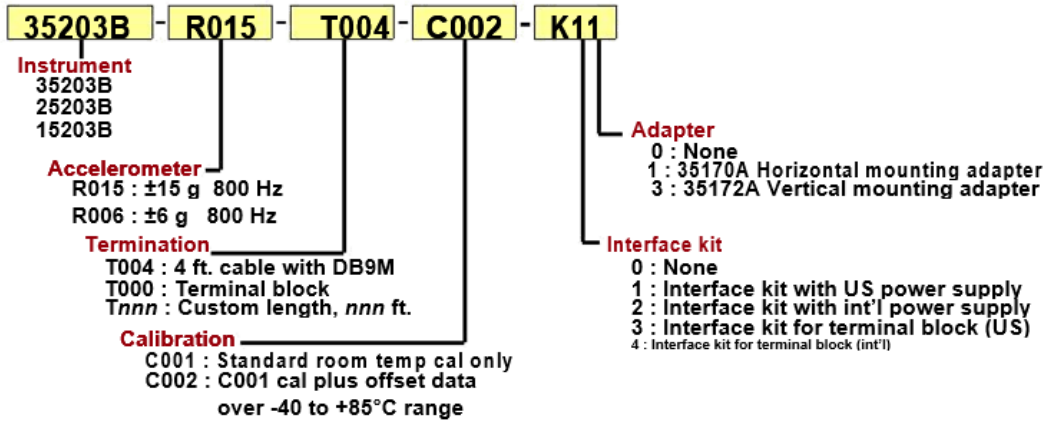 35203B - R015 - T004 - C002 - K11
Instrument
35203B
25203B
15203B
Accelerometer
R015 : ±15 g 800 Hz
R006 : ±6 g 800 Hz
Termination
T004 : 4 ft. cable with DB9M
T000 : Terminal block
Tnnn : Custom length, nnn ft.
Calibration
C001 : Standard room temp cal only
C002 : C001 cal plus offset data
over -40 to +85°C range
Adapter
0 : None
1 : 35170A Horizontal mounting adapter
3 : 35172A Vertical mounting adapter
Interface kit
0 : None
1 : Interface kit with US power supply
2 : Interface kit with int'l power supply
3 : Interface kit for terminal block (US)
4 : Interface kit for terminal block (int'l)